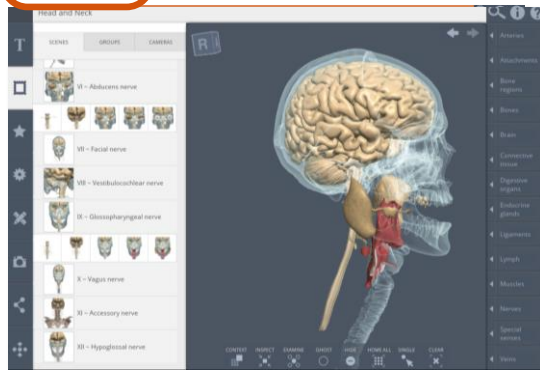 Head and Neck
T
SCENES
GROUPS
CAMERAS
VI – Abducens nerve
VII – Facial nerve
VIII – Vestibulocochlear nerve
IX – Glossopharyngeal nerve
X – Vagus nerve
XI – Accessory nerve
XII – Hypoglossal nerve
R
Arteries
Attachments
Bone
regions
Bones
Brain
Connective
tissue
Digestive
organs
Endocrine
glands
Ligaments
Lymph
Muscles
Nerves
Special
senses
Veins
CONTEXT
INSPECT
EXAMINE
GHOST
HIDE
HOME ALL
SINGLE
CLEAR